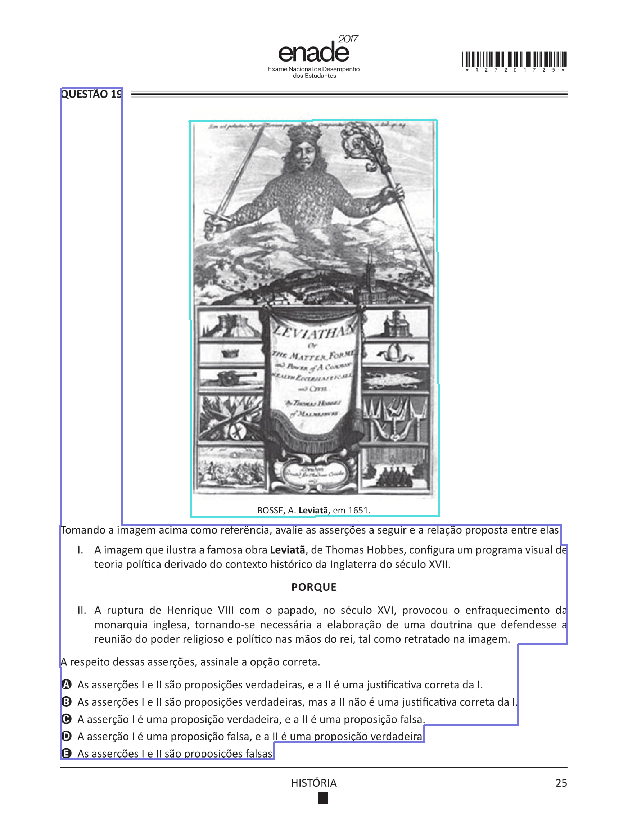 enade 2017
Exame Nacional de Desempenho
dos Estudantes
QUESTÃO 19
LEVIATHAN
Or
THE MATTER, FORME
and POWER of A COMMON
WEALTH ECCLESIASTICALL
and CIVIL.
By THOMAS HOBBES
of MALMESBURY.
London
BOSSE, A. Leviatã, em 1651.
Tomando a imagem acima como referência, avalie as asserções a seguir e a relação proposta entre elas.
I. A imagem que ilustra a famosa obra Leviatã, de Thomas Hobbes, configura um programa visual de
teoria política derivado do contexto histórico da Inglaterra do século XVII.
PORQUE
II. A ruptura de Henrique VIII com o papado, no século XVI, provocou o enfraquecimento da
monarquia inglesa, tornando-se necessária a elaboração de uma doutrina que defendesse a
reunião do poder religioso e político nas mãos do rei, tal como retratado na imagem.
A respeito dessas asserções, assinale a opção correta.
A As asserções I e II são proposições verdadeiras, e a II é uma justificativa correta da I.
B As asserções I e II são proposições verdadeiras, mas a II não é uma justificativa correta da I.
C A asserção I é uma proposição verdadeira, e a II é uma proposição falsa.
D A asserção I é uma proposição falsa, e a II é uma proposição verdadeira.
E As asserções I e II são proposições falsas.
HISTÓRIA
25